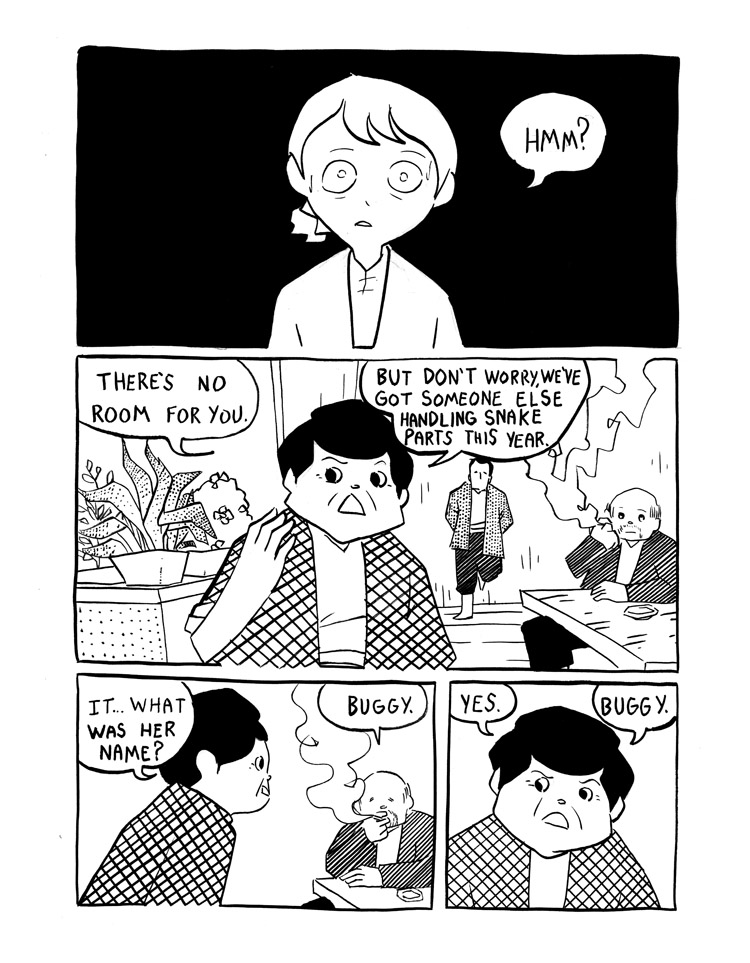 HMM?
THERE'S NO
ROOM FOR YOU.
BUT DON'T WORRY, WE'VE
GOT SOMEONE ELSE
HANDLING SNAKE
PARTS THIS YEAR.
IT... WHAT
WAS HER
NAME?
BUGGY.
YES.
BUGGY.